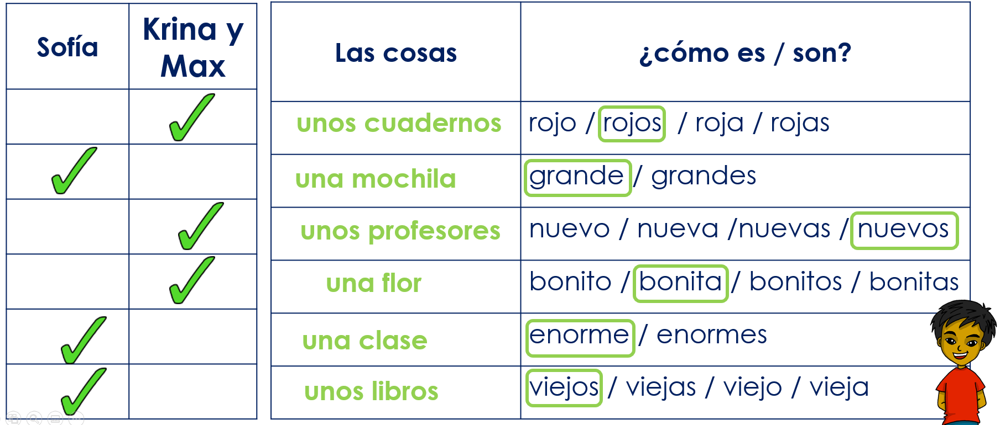 Sofía
Krina y
Max
Las cosas
¿cómo es / son?
unos cuadernos
rojo / rojos / roja / rojas
una mochila
grande / grandes
unos profesores
nuevo / nueva /nuevas / nuevos
una flor
bonito / bonita / bonitos / bonitas
una clase
enorme / enormes
unos libros
viejos / viejas / viejo / vieja